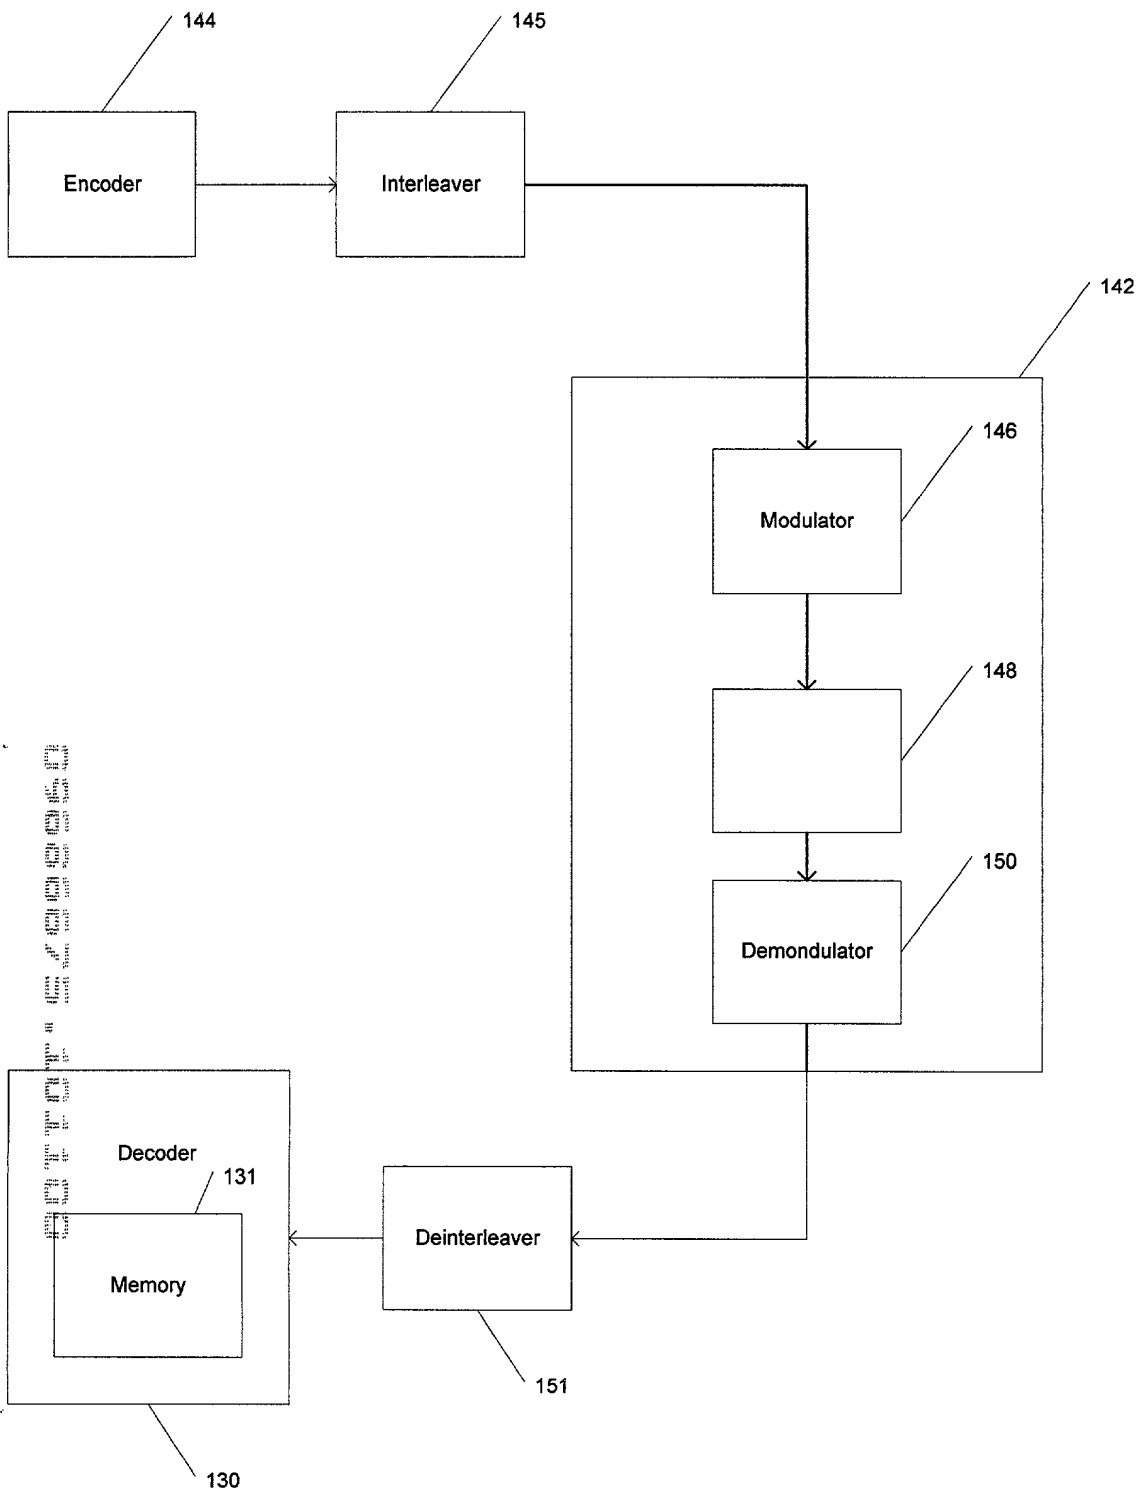 144
145
Encoder
Interleaver
142
146
Modulator
148
150
Demondulator
Decoder
131
Deinterleaver
Memory
151
130